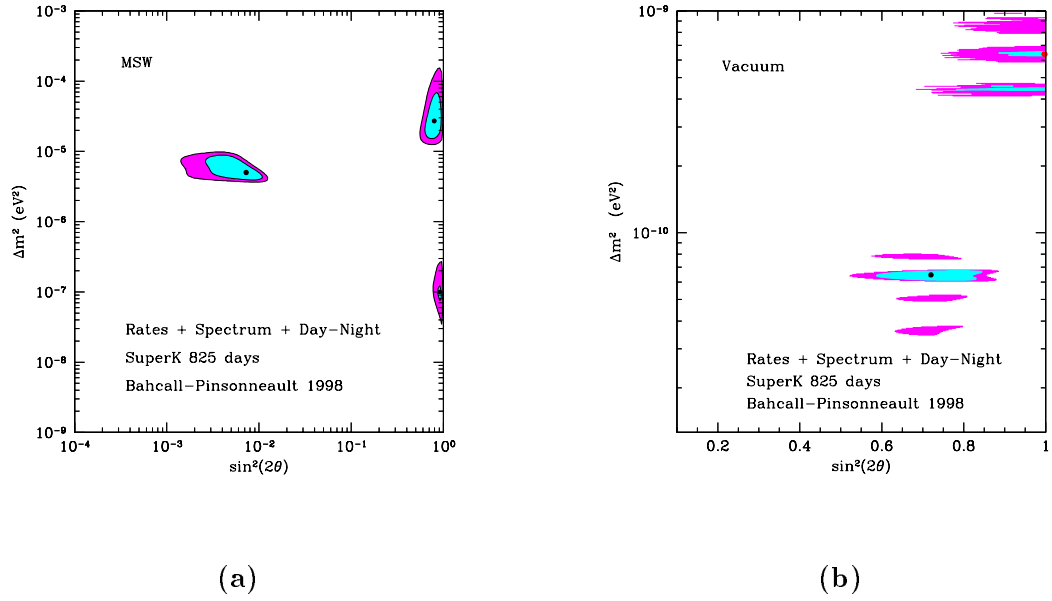 10⁻³
10⁻⁴
10⁻⁵
10⁻⁶
10⁻⁷
10⁻⁸
10⁻⁹
Δm² (eV²)
MSW
Rates + Spectrum + Day-Night
SuperK 825 days
Bahcall-Pinsonneault 1998
10⁻⁴ 10⁻³ 10⁻² 10⁻¹ 10⁰
sin²(2θ)
(a)
10⁻⁹
10⁻¹⁰
Δm² (eV²)
Vacuum
Rates + Spectrum + Day-Night
SuperK 825 days
Bahcall-Pinsonneault 1998
0.2 0.4 0.6 0.8 1
sin²(2θ)
(b)